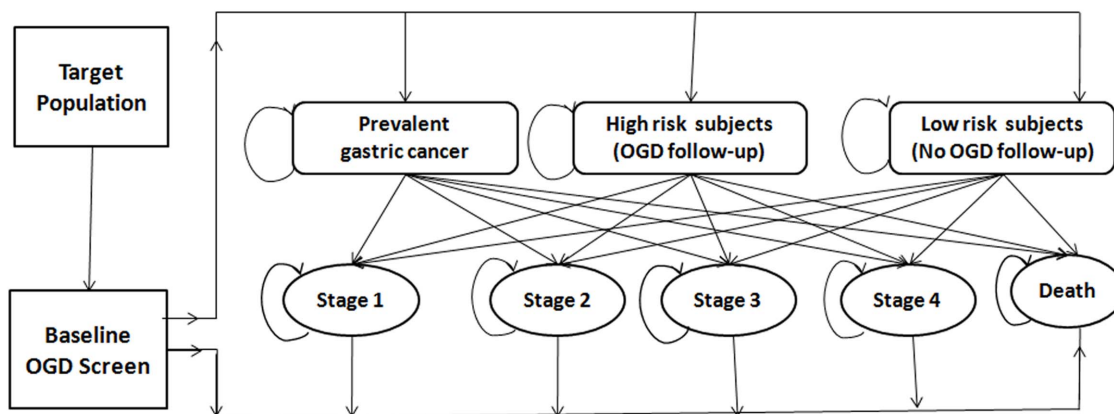 Target
Population
Prevalent
gastric cancer
High risk subjects
(OGD follow-up)
Low risk subjects
(No OGD follow-up)
Baseline
OGD Screen
Stage 1
Stage 2
Stage 3
Stage 4
Death